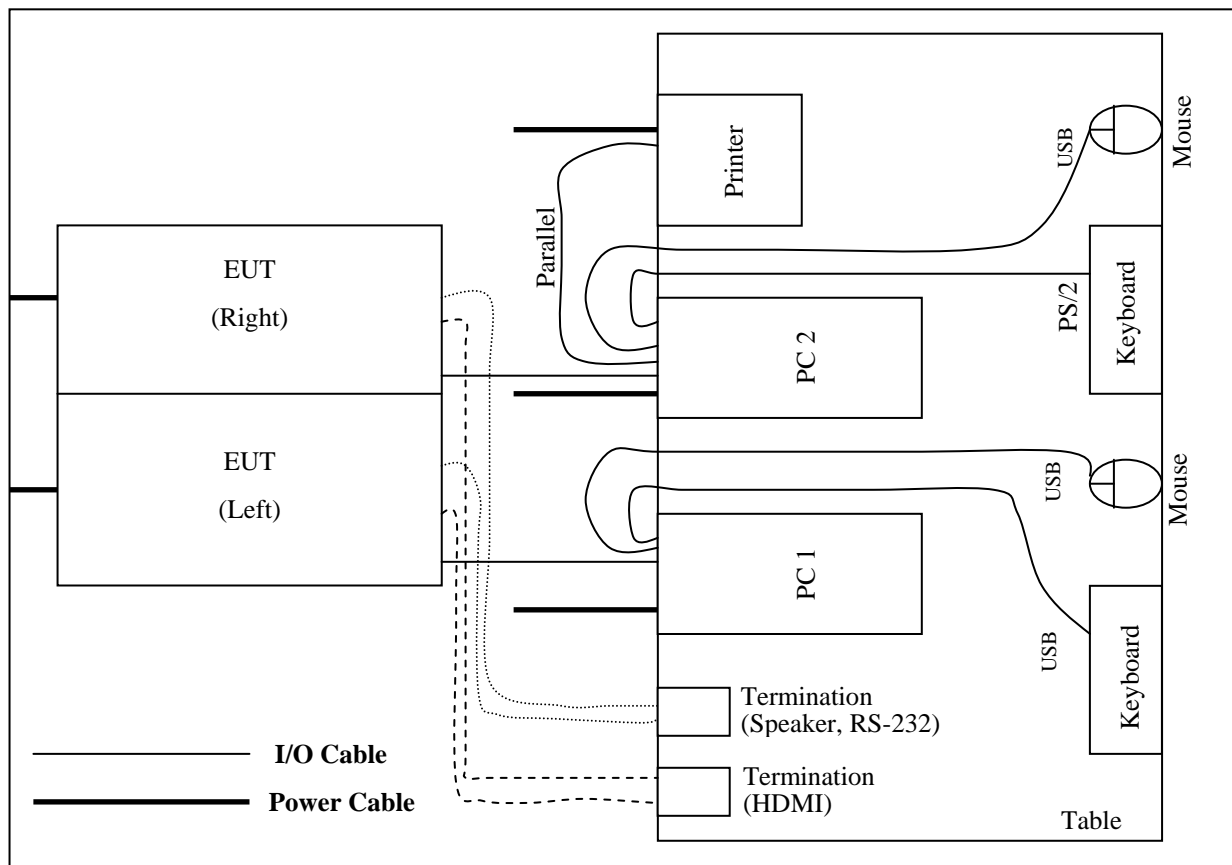 EUT
(Right)
EUT
(Left)
Parallel
Printer
USB
Mouse
PS/2
Keyboard
PC 2
USB
Mouse
PC 1
USB
Keyboard
Termination
(Speaker, RS-232)
Termination
(HDMI)
Table
I/O Cable
Power Cable